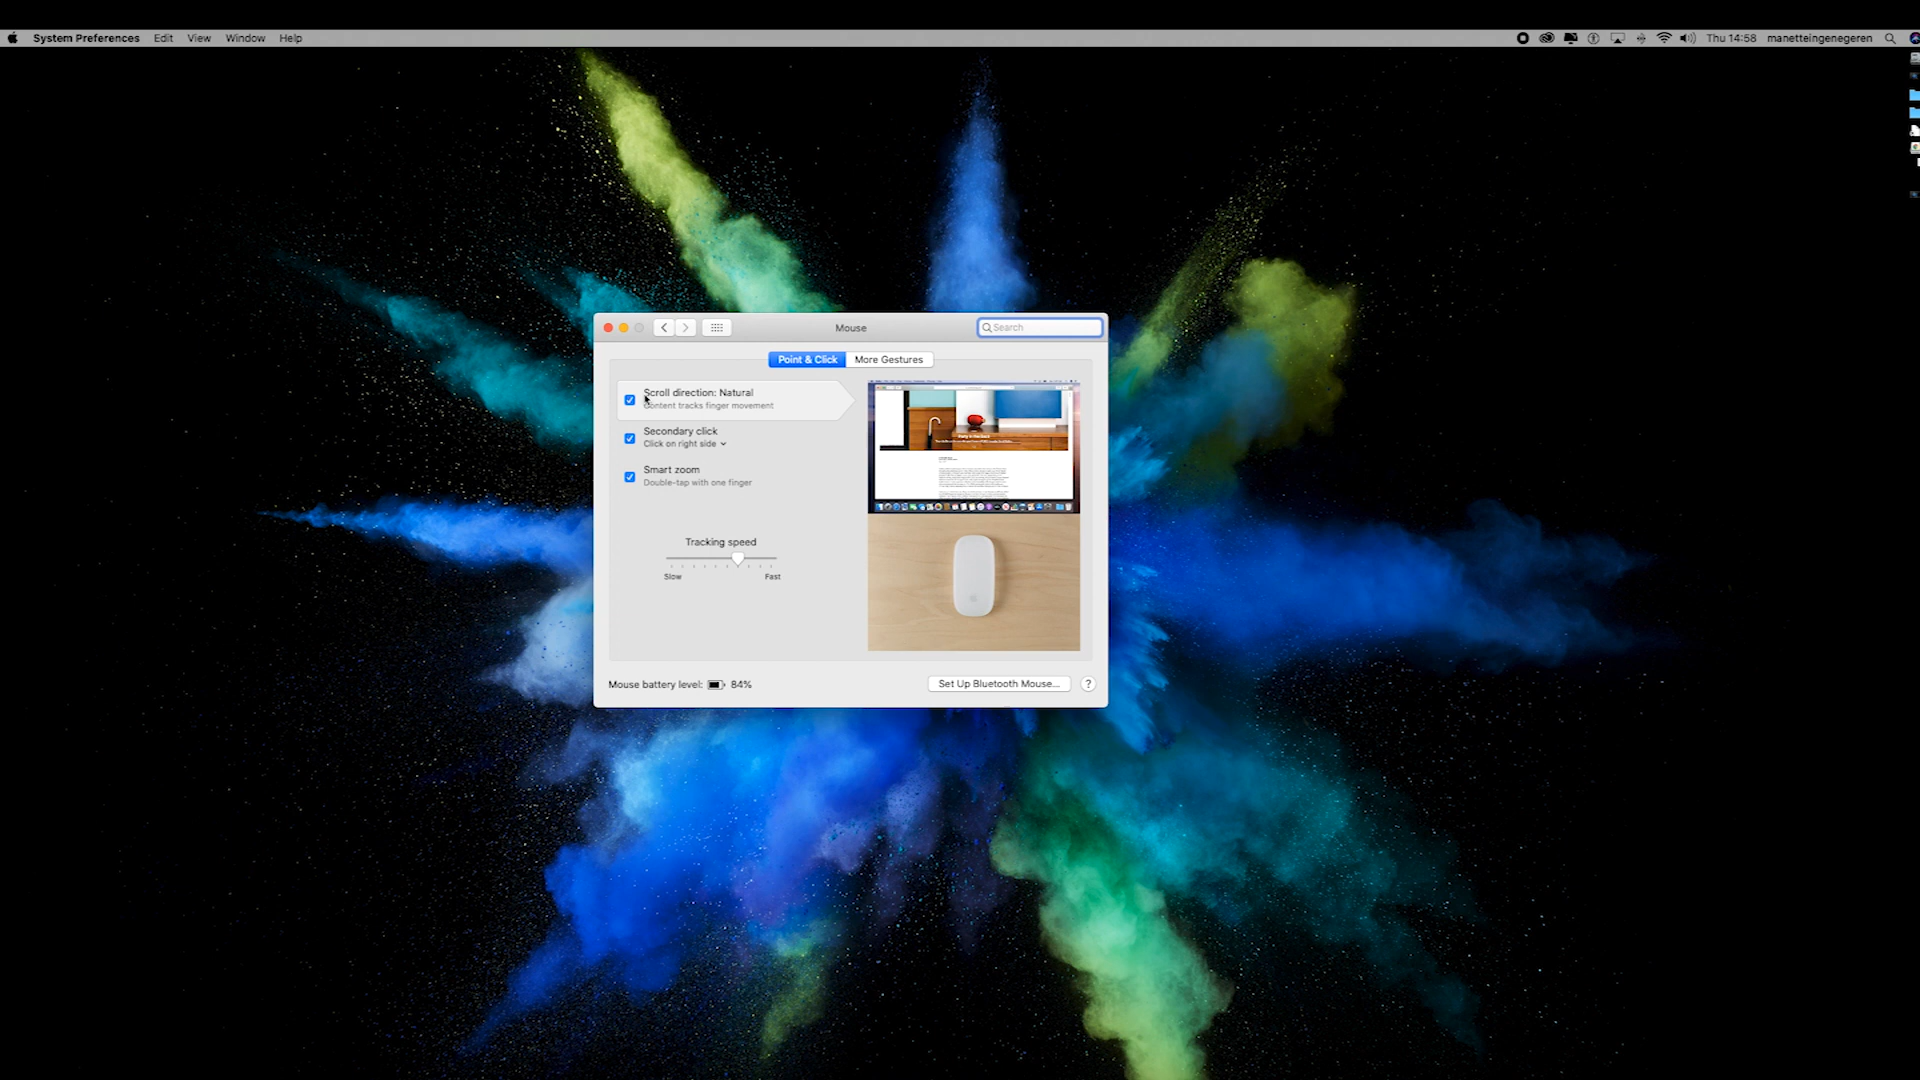 System Preferences Edit View Window Help Thu 14:58 manetteingenegeren
Mouse Search
Point & Click More Gestures
Scroll direction: Natural
Content tracks finger movement
Secondary click
Click on right side
Smart zoom
Double-tap with one finger
Tracking speed
Slow Fast
Mouse battery level: 84% Set Up Bluetooth Mouse... ?